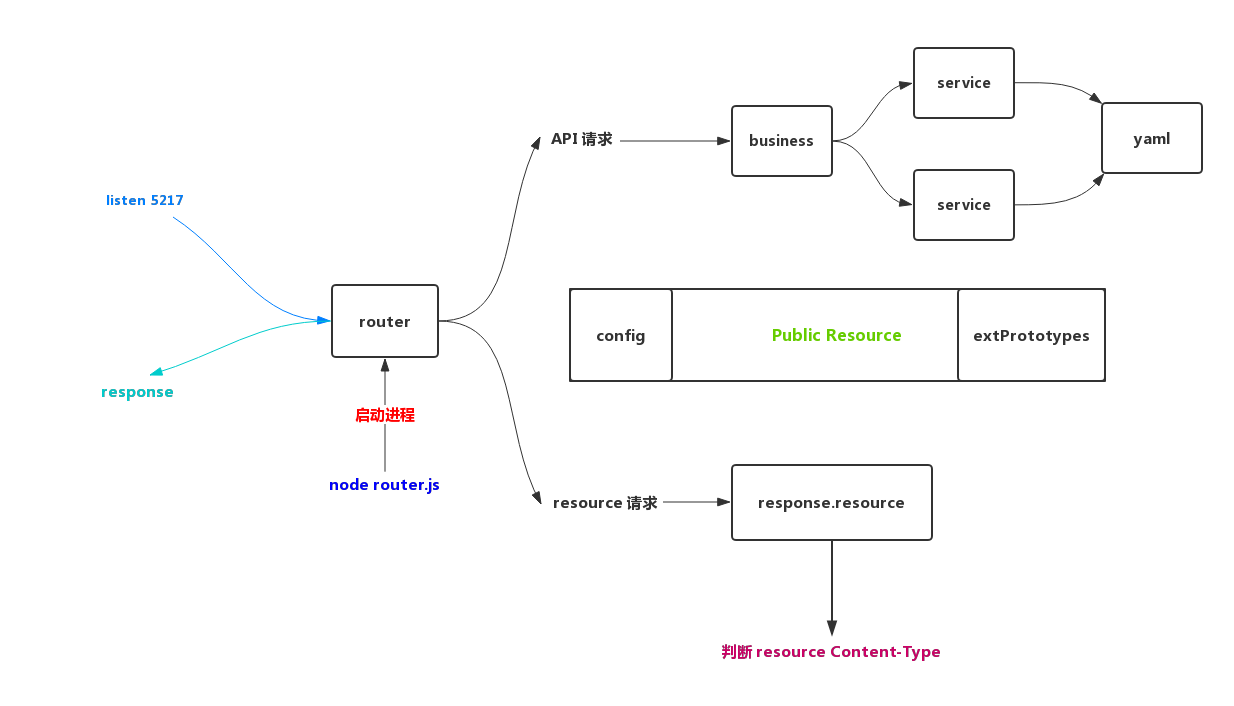 service
API 请求
business
yaml
service
listen 5217
router
config
Public Resource
extPrototypes
response
启动进程
node router.js
resource 请求
response.resource
判断 resource Content-Type